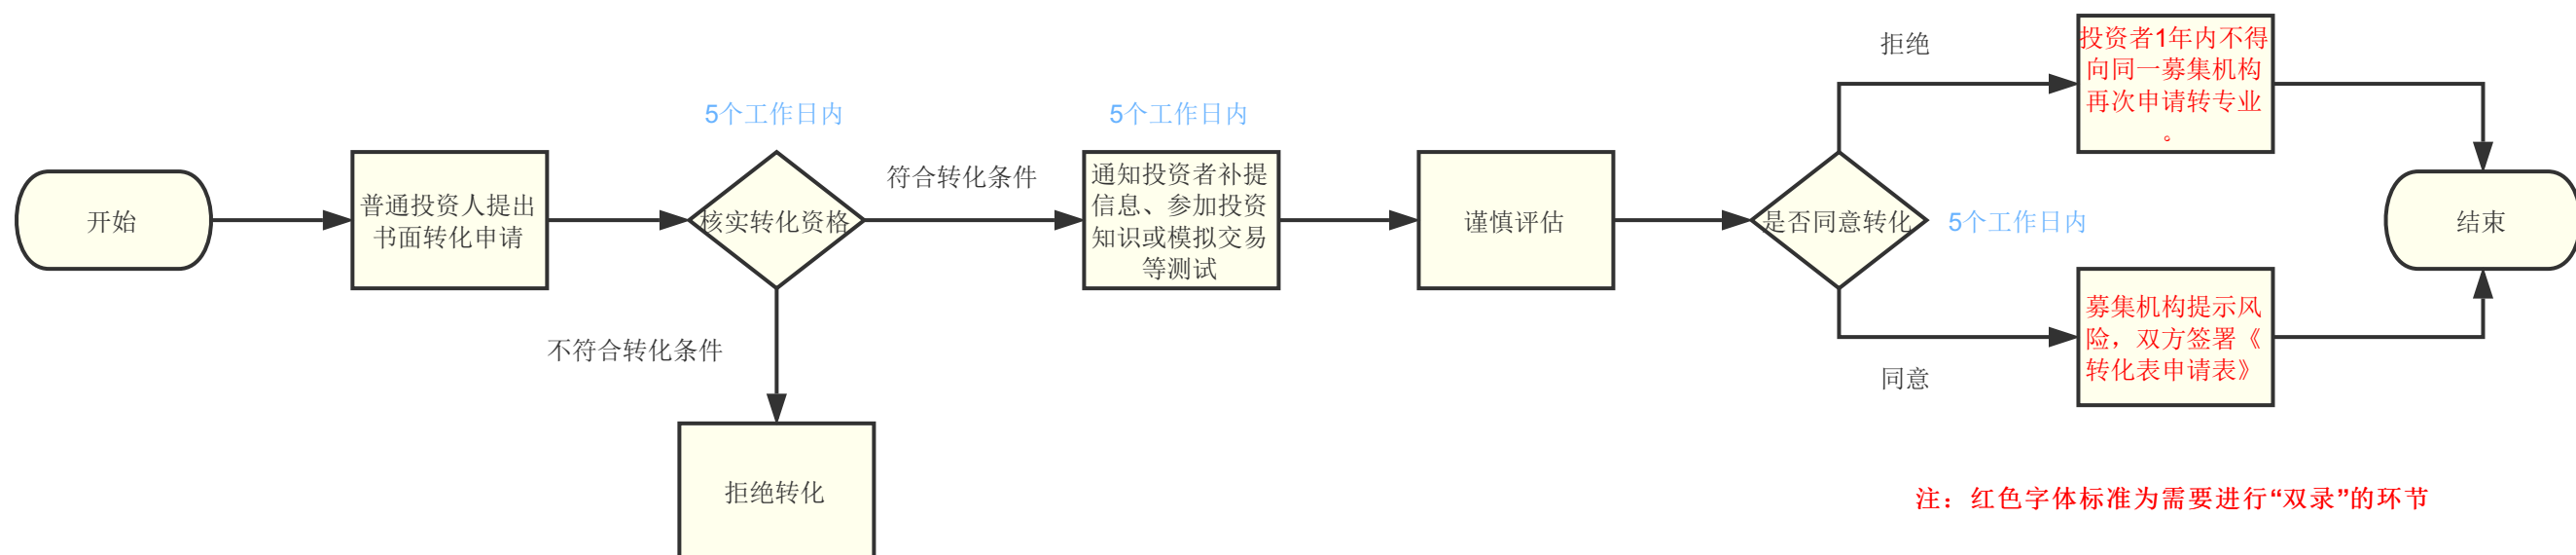 开始
普通投资人提出
书面转化申请
5个工作日内
核实转化资格
符合转化条件
不符合转化条件
拒绝转化
5个工作日内
通知投资者补提
信息、参加投资
知识或模拟交易
等测试
谨慎评估
是否同意转化
5个工作日内
拒绝
投资者1年内不得
向同一募集机构
再次申请转专业
。
同意
募集机构提示风
险，双方签署《
转化表申请表》
结束
注：红色字体标准为需要进行“双录”的环节